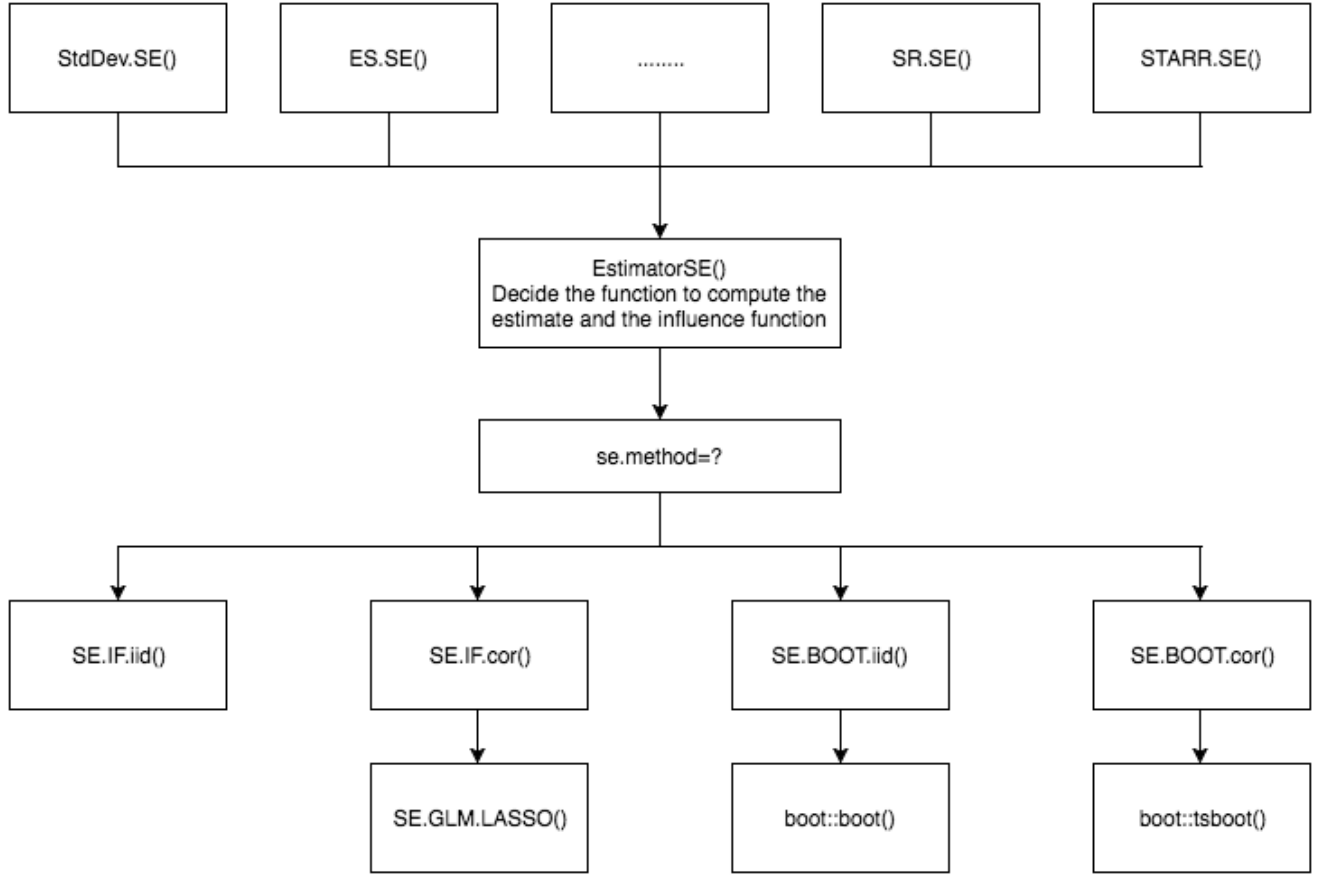 StdDev.SE()
ES.SE()
........
SR.SE()
STARR.SE()
EstimatorSE()
Decide the function to compute the
estimate and the influence function
se.method=?
SE.IF.iid()
SE.IF.cor()
SE.BOOT.iid()
SE.BOOT.cor()
SE.GLM.LASSO()
boot::boot()
boot::tsboot()